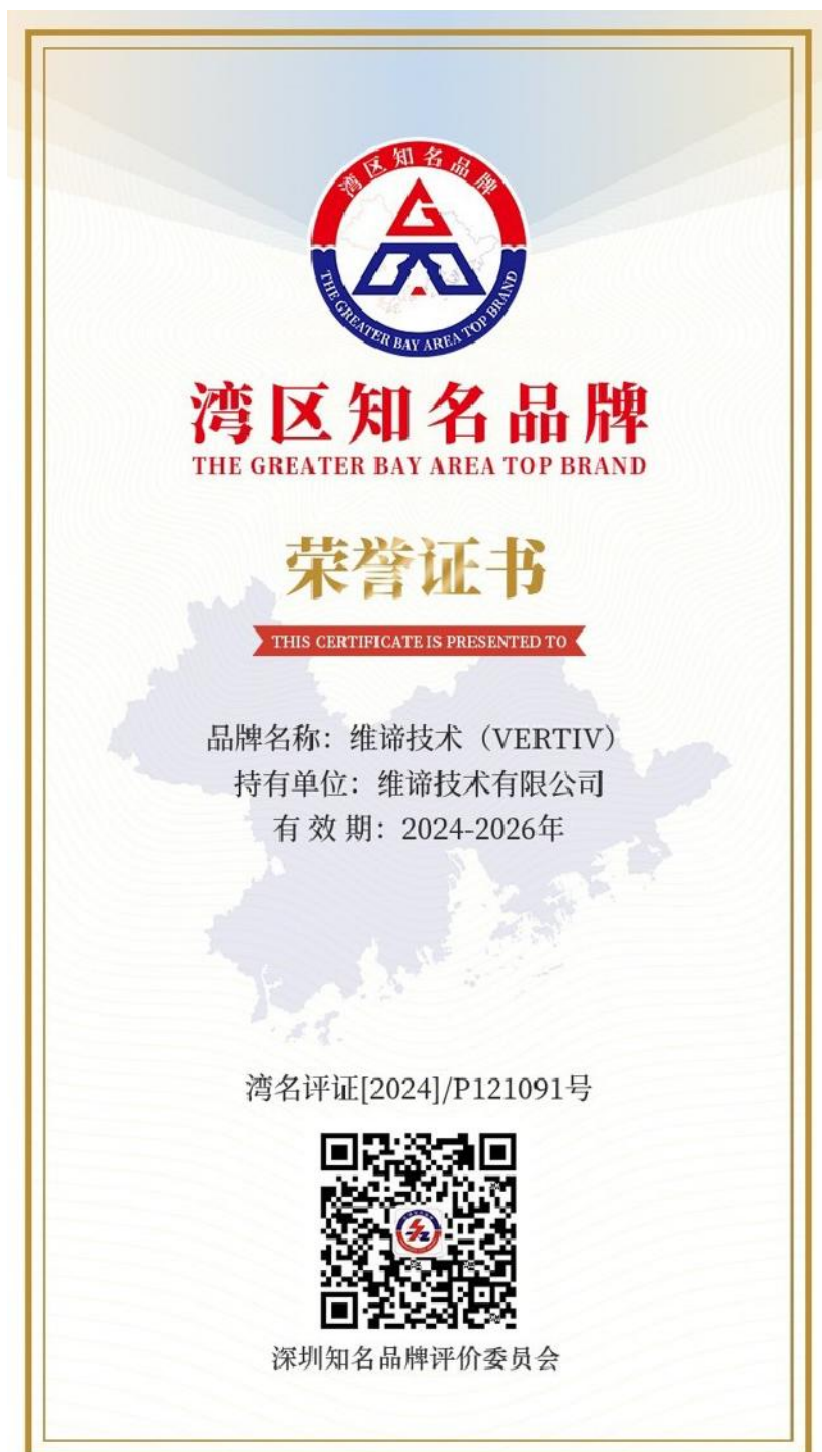 湾区知名品牌
THE GREATER BAY AREA TOP BRAND
湾区知名品牌
THE GREATER BAY AREA TOP BRAND
荣誉证书
THIS CERTIFICATE IS PRESENTED TO
品牌名称：维谛技术（VERTIV）
持有单位：维谛技术有限公司
有 效 期：2024-2026年
湾名评证[2024]/P121091号
深圳知名品牌评价委员会